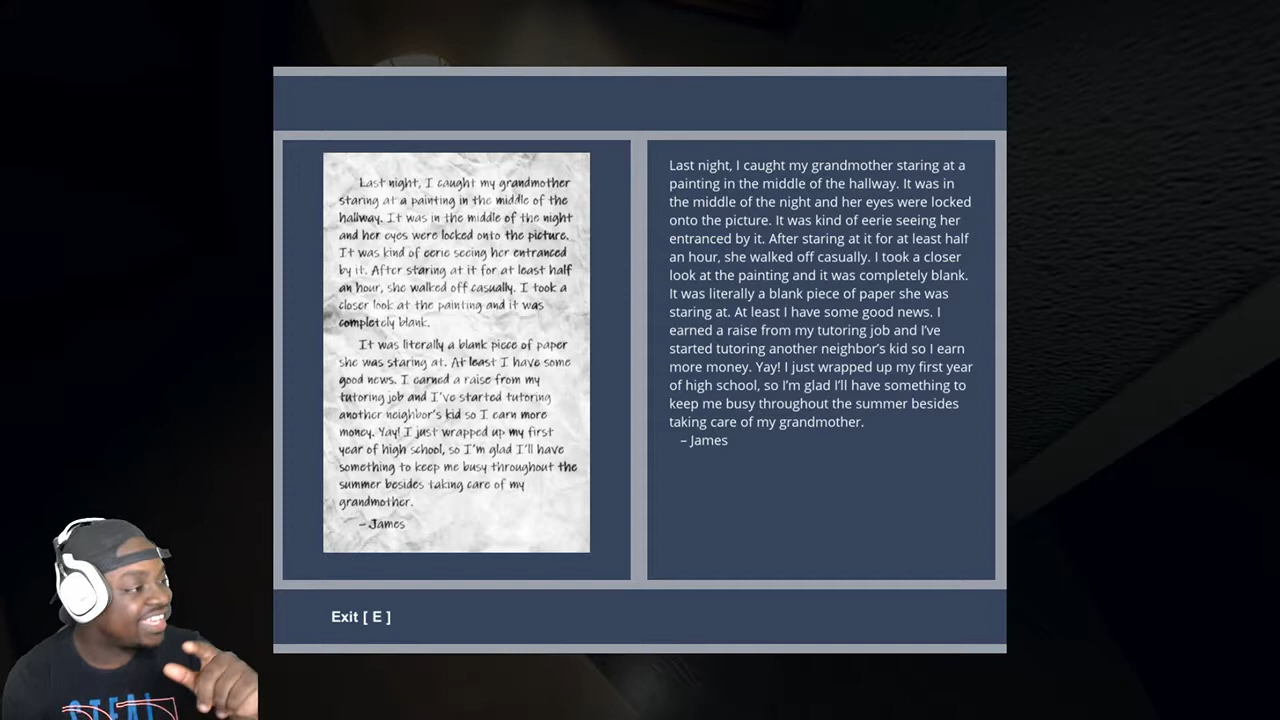 Last night, I caught my grandmother
staring at a painting in the middle of the
hallway. It was in the middle of the night
and her eyes were locked onto the picture.
It was kind of eerie seeing her entranced
by it. After staring at it for at least half
an hour, she walked off casually. I took a
closer look at the painting and it was
completely blank.
It was literally a blank piece of paper
she was staring at. At least I have some
good news. I earned a raise from my
tutoring job and I've started tutoring
another neighbor's kid so I earn more
money. Yay! I just wrapped up my first
year of high school, so I'm glad I'll have
something to keep me busy throughout the
summer besides taking care of my
grandmother.
– James
Last night, I caught my grandmother staring at a
painting in the middle of the hallway. It was in
the middle of the night and her eyes were locked
onto the picture. It was kind of eerie seeing her
entranced by it. After staring at it for at least half
an hour, she walked off casually. I took a closer
look at the painting and it was completely blank.
It was literally a blank piece of paper she was
staring at. At least I have some good news. I
earned a raise from my tutoring job and I've
started tutoring another neighbor's kid so I earn
more money. Yay! I just wrapped up my first year
of high school, so I'm glad I'll have something to
keep me busy throughout the summer besides
taking care of my grandmother.
– James
Exit [ E ]
STEAL